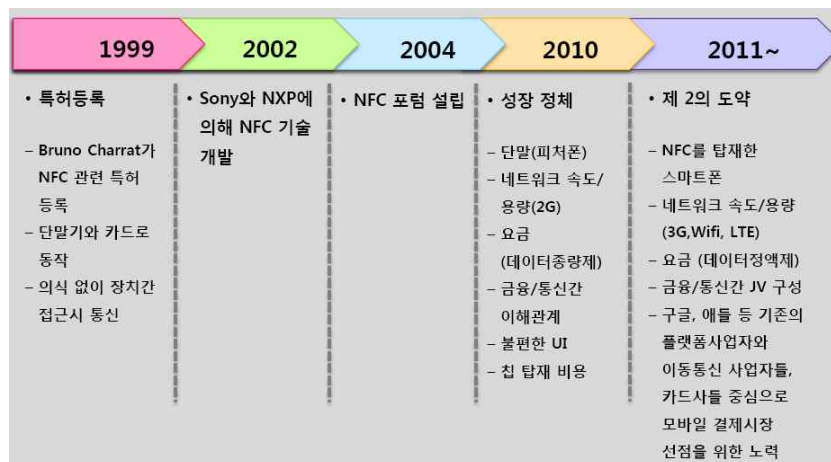 1999
2002
2004
2010
2011~
• 특허등록
– Bruno Charrat가
NFC 관련 특허
등록
– 단말기와 카드로
동작
– 의식 없이 장치간
접근시 통신
• Sony와 NXP에
의해 NFC 기술
개발
• NFC 포럼 설립
• 성장 정체
– 단말(피처폰)
– 네트워크 속도/
용량(2G)
– 요금
(데이터종량제)
– 금융/통신간
이해관계
– 불편한 UI
– 칩 탑재 비용
• 제 2의 도약
– NFC를 탑재한
스마트폰
– 네트워크 속도/용량
(3G,Wifi, LTE)
– 요금 (데이터정액제)
– 금융/통신간 JV 구성
– 구글, 애들 등 기존의
플랫폼사업자와
이동통신 사업자들,
카드사들 중심으로
모바일 결제시장
선점을 위한 노력